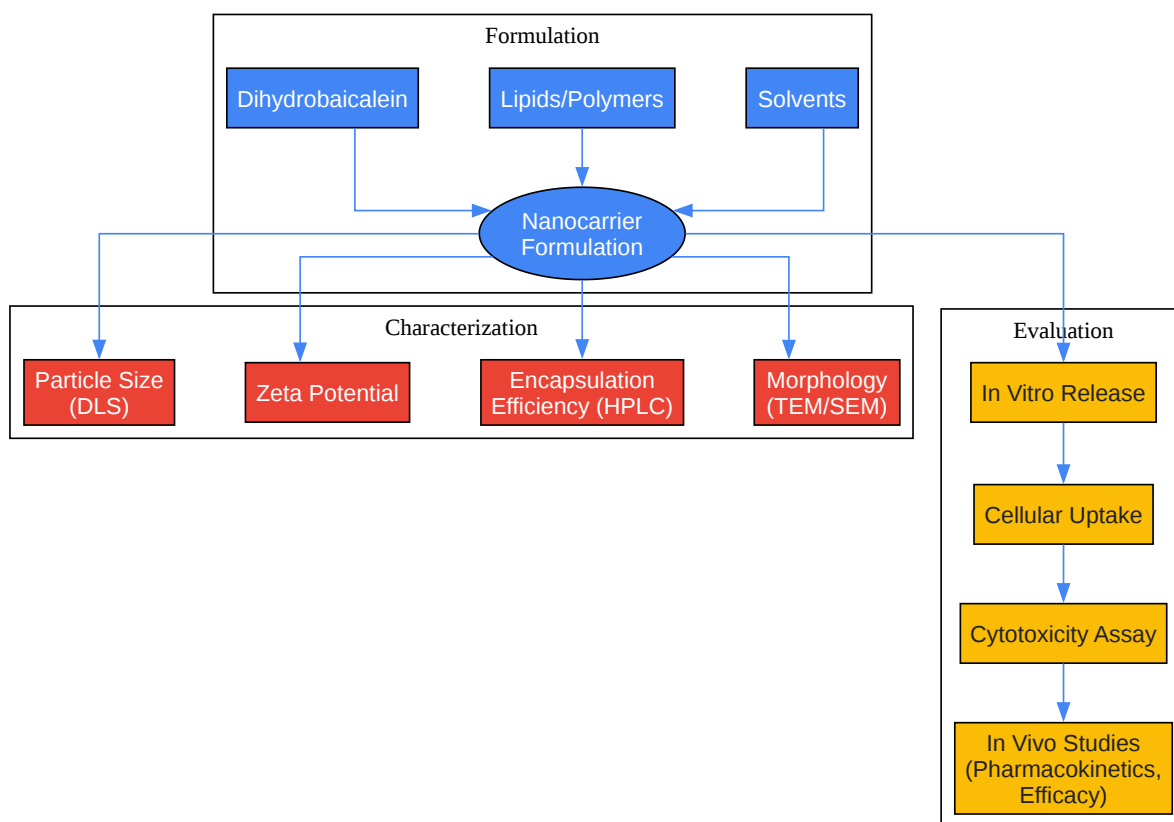 Formulation
Dihydrobaicalein
Lipids/Polymers
Solvents
Nanocarrier
Formulation
Characterization
Particle Size
(DLS)
Zeta Potential
Encapsulation
Efficiency (HPLC)
Morphology
(TEM/SEM)
Evaluation
In Vitro Release
Cellular Uptake
Cytotoxicity Assay
In Vivo Studies
(Pharmacokinetics,
Efficacy)